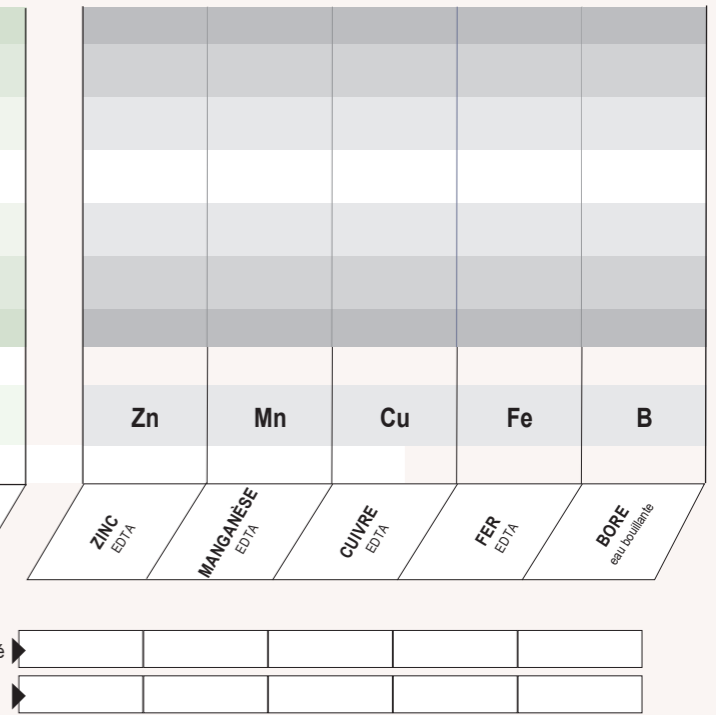 Zn Mn Cu Fe B
ZINC
EDTA
MANGANÈSE
EDTA
CUIVRE
EDTA
FER
EDTA
BORE
eau bouillante
é